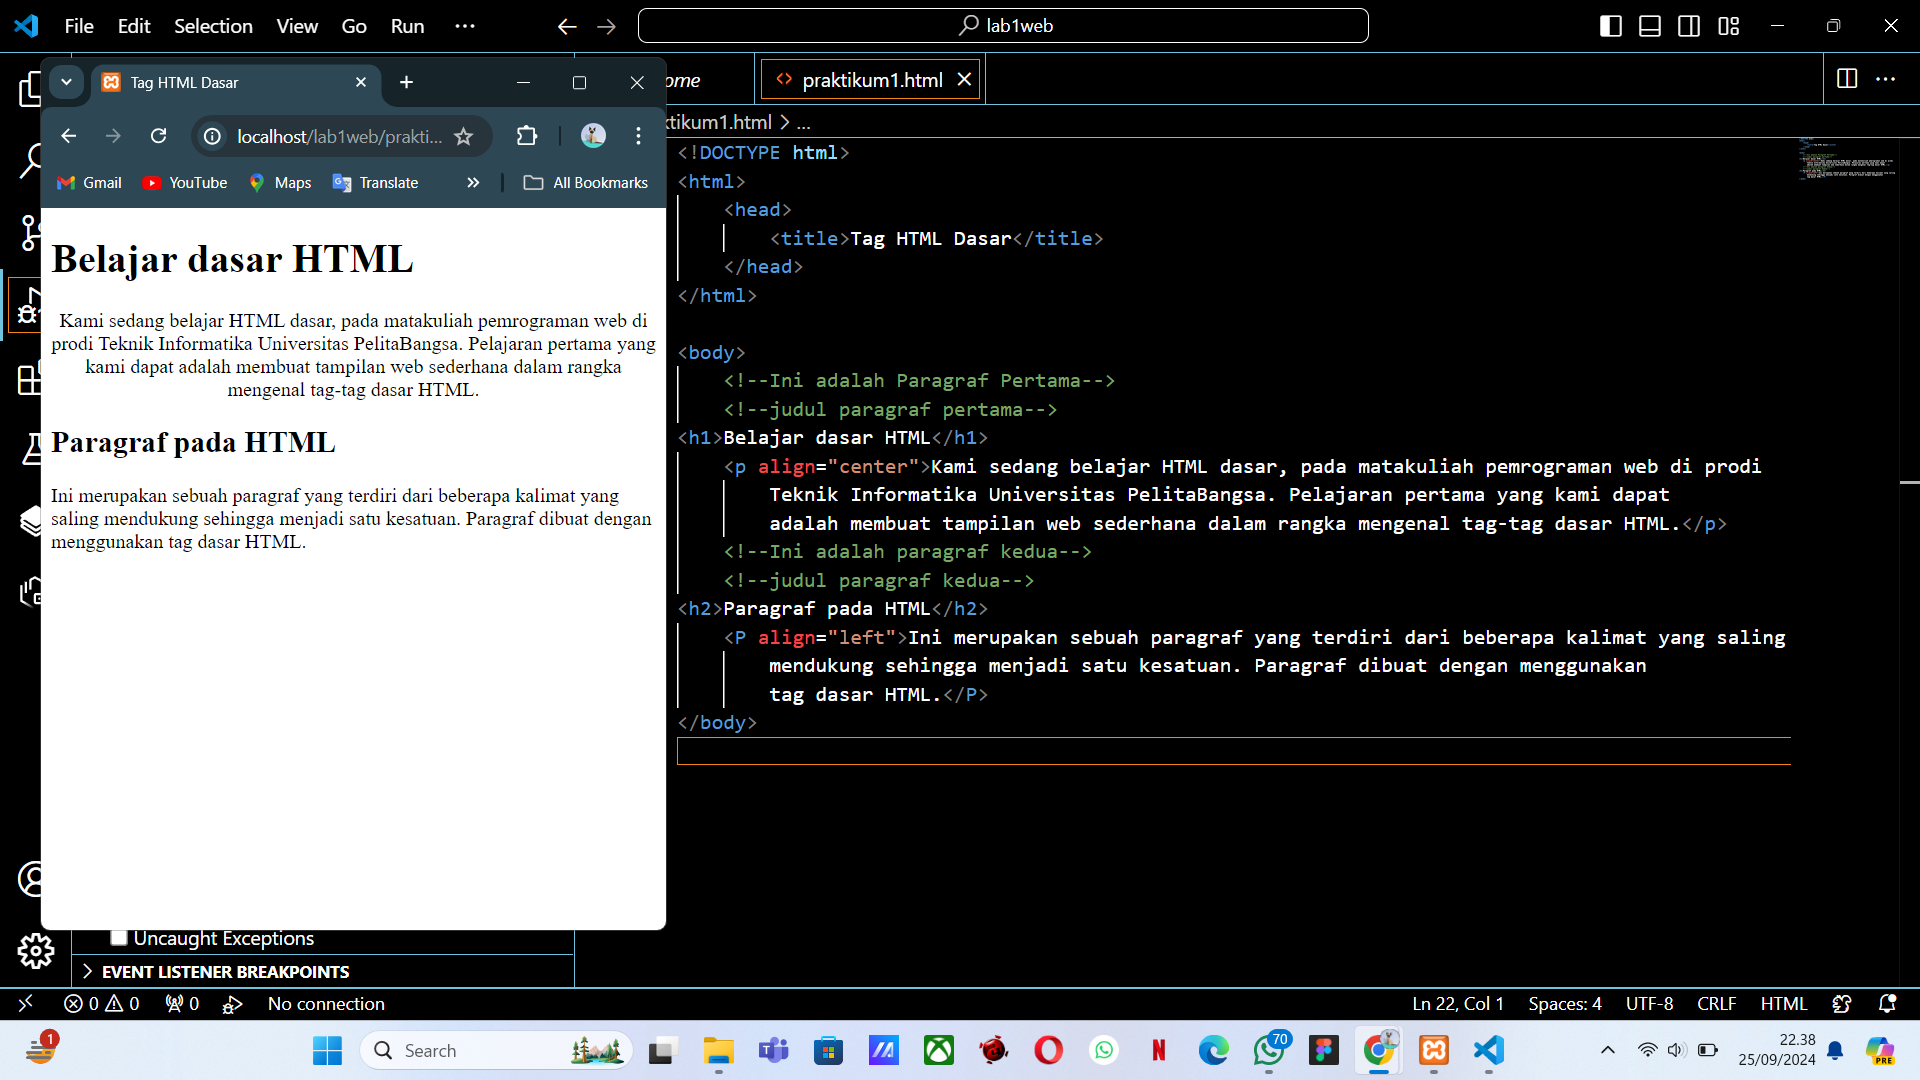 File Edit Selection View Go Run ···
lab1web
Tag HTML Dasar
localhost/lab1web/prakti...
Gmail YouTube Maps Translate » All Bookmarks
Belajar dasar HTML
Kami sedang belajar HTML dasar, pada matakuliah pemrograman web di
prodi Teknik Informatika Universitas PelitaBangsa. Pelajaran pertama yang
kami dapat adalah membuat tampilan web sederhana dalam rangka
mengenal tag-tag dasar HTML.
Paragraf pada HTML
Ini merupakan sebuah paragraf yang terdiri dari beberapa kalimat yang
saling mendukung sehingga menjadi satu kesatuan. Paragraf dibuat dengan
menggunakan tag dasar HTML.
ome
praktikum1.html
ktikum1.html > ...
<!DOCTYPE html>
<html>
<head>
<title>Tag HTML Dasar</title>
</head>
</html>
<body>
<!--Ini adalah Paragraf Pertama-->
<!--judul paragraf pertama-->
<h1>Belajar dasar HTML</h1>
<p align="center">Kami sedang belajar HTML dasar, pada matakuliah pemrograman web di prodi
Teknik Informatika Universitas PelitaBangsa. Pelajaran pertama yang kami dapat
adalah membuat tampilan web sederhana dalam rangka mengenal tag-tag dasar HTML.</p>
<!--Ini adalah paragraf kedua-->
<!--judul paragraf kedua-->
<h2>Paragraf pada HTML</h2>
<P align="left">Ini merupakan sebuah paragraf yang terdiri dari beberapa kalimat yang saling
mendukung sehingga menjadi satu kesatuan. Paragraf dibuat dengan menggunakan
tag dasar HTML.</P>
</body>
Uncaught Exceptions
EVENT LISTENER BREAKPOINTS
0 0 0 No connection
Ln 22, Col 1 Spaces: 4 UTF-8 CRLF HTML
1
Search
70
22.38
25/09/2024
PRE